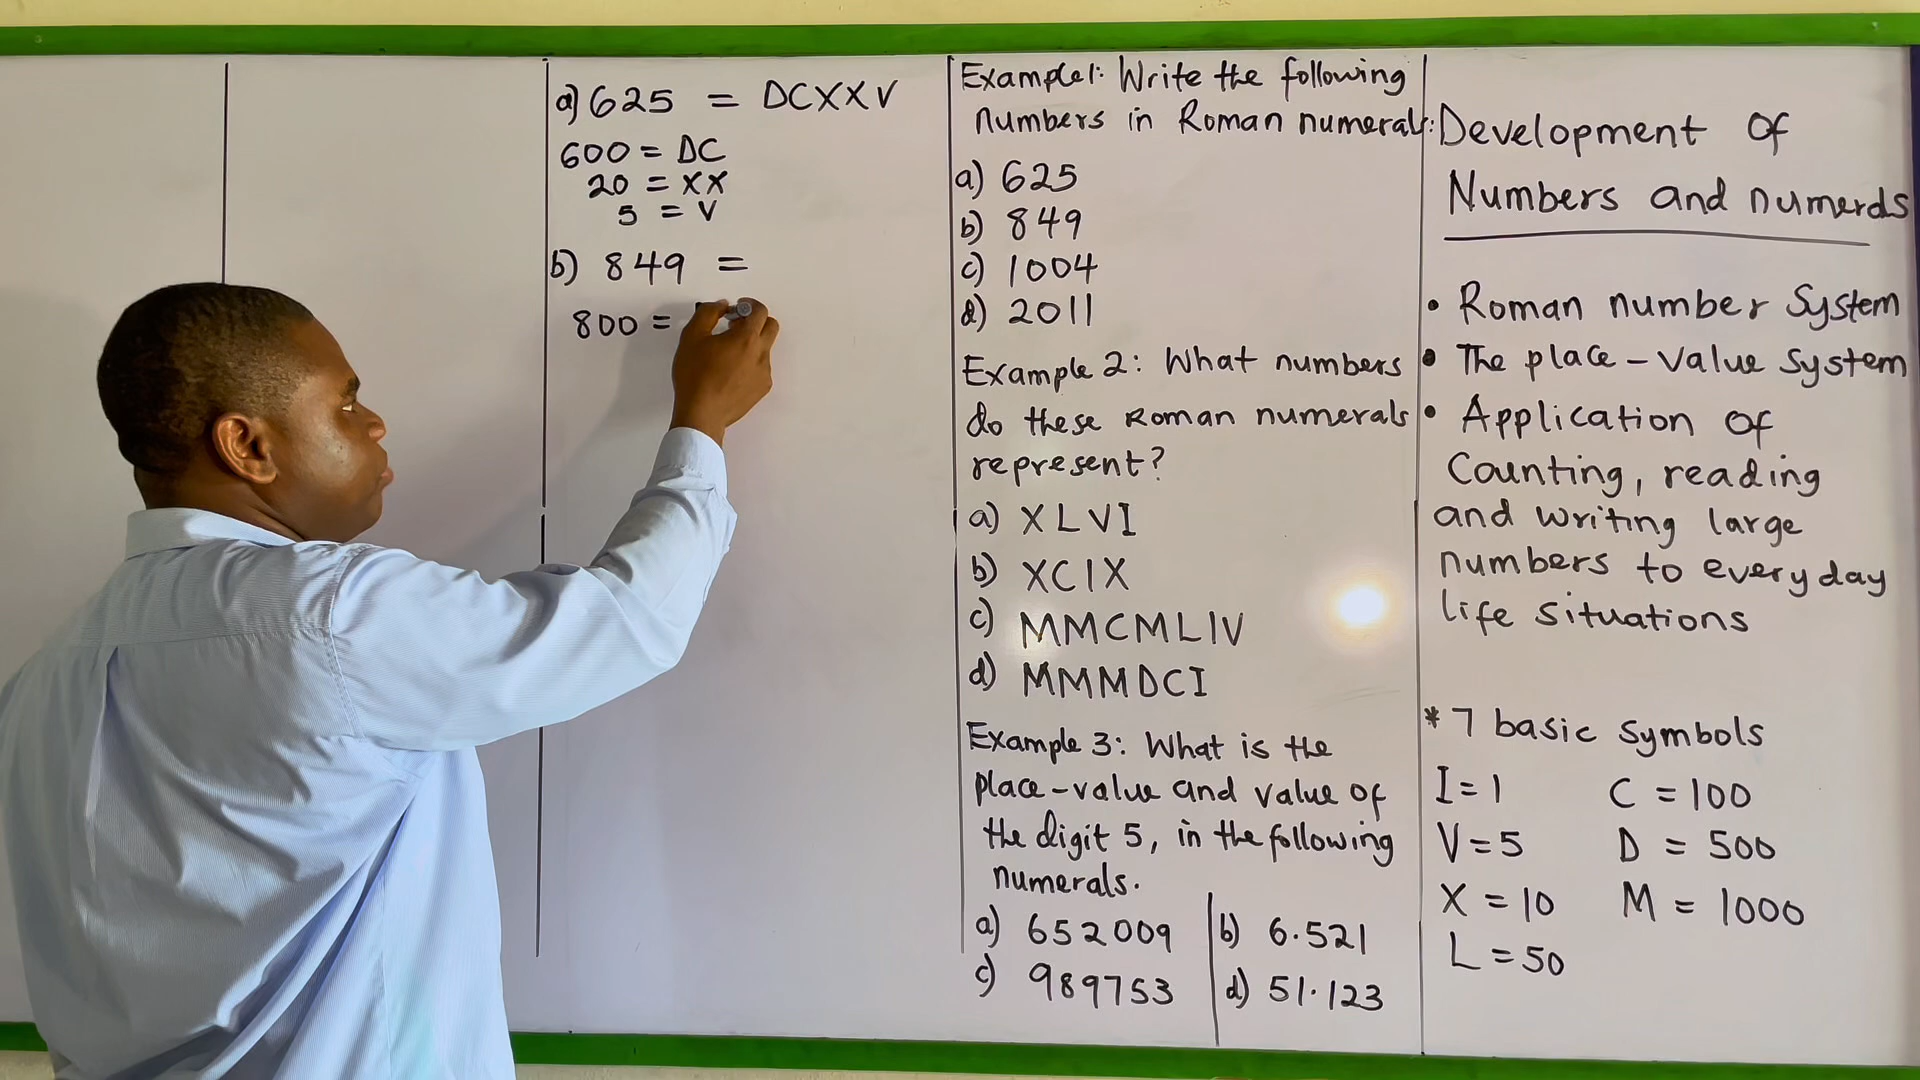 a) 625 = DCXXV
600 = DC
20 = XX
5 = V
b) 849 =
800 =
Example 1: Write the following
numbers in Roman numerals:
a) 625
b) 849
c) 1004
d) 2011
Example 2: What numbers
do these Roman numerals
represent?
a) XLVI
b) XCIX
c) MMCMLIV
d) MMMDCI
Example 3: What is the
place-value and value of
the digit 5, in the following
numerals.
a) 652009
b) 6.521
c) 989753
d) 51.123
Development of
Numbers and numerals
• Roman number System
• The place-value system
• Application of
Counting, reading
and writing large
numbers to everyday
life situations
* 7 basic symbols
I = 1
C = 100
V = 5
D = 500
X = 10
M = 1000
L = 50